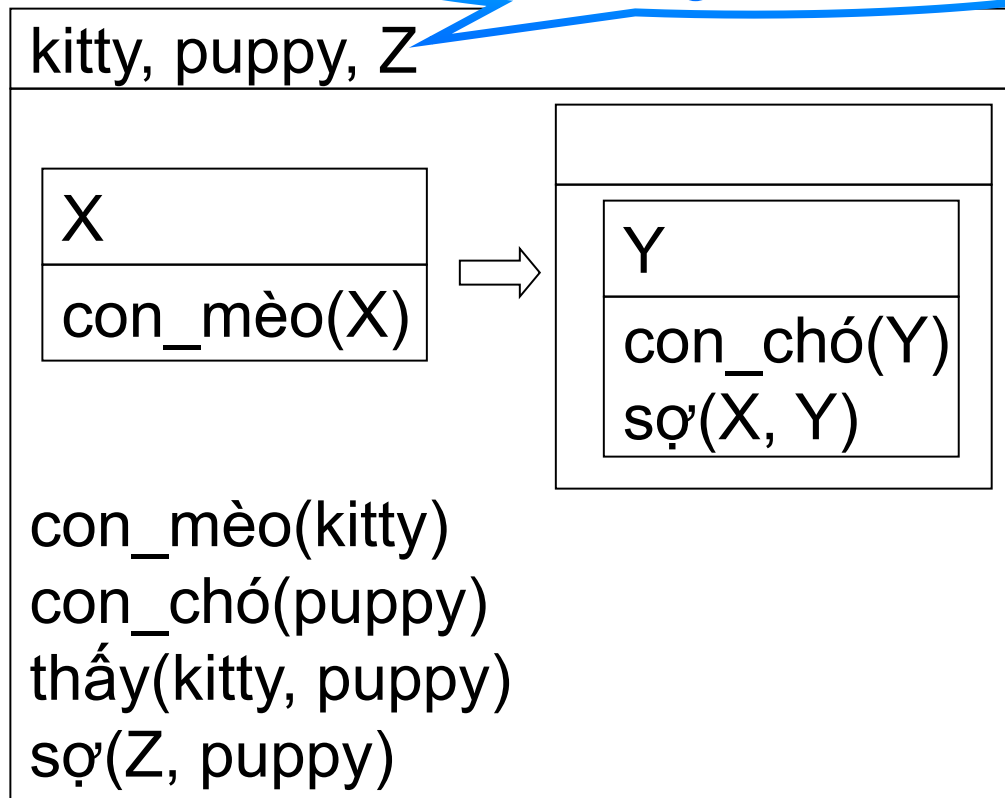 kitty, puppy, Z
X
con_mèo(X)
Y
con_chó(Y)
sợ(X, Y)
con_mèo(kitty)
con_chó(puppy)
thấy(kitty, puppy)
sợ(Z, puppy)